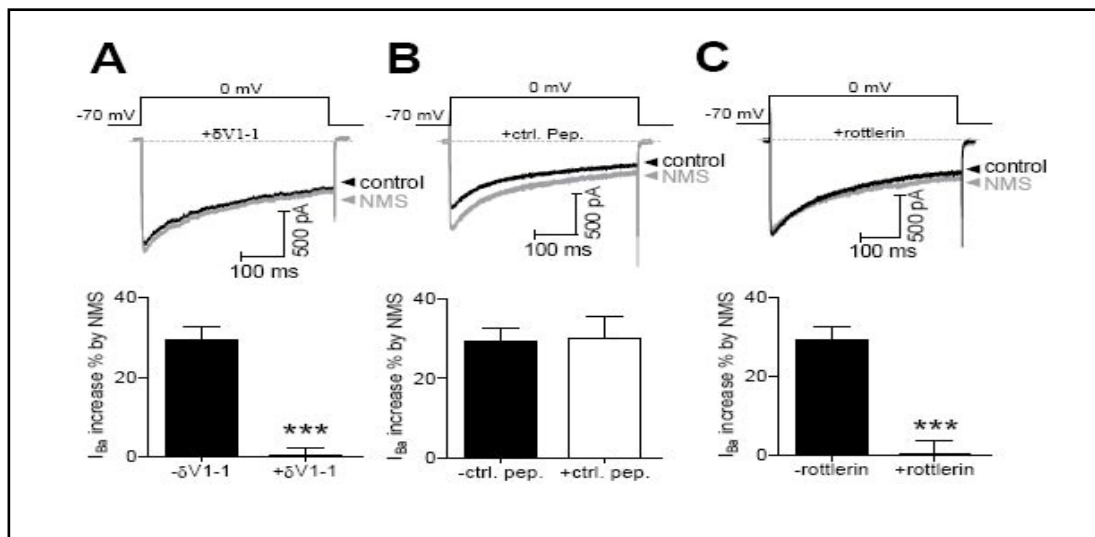 A
B
C
0 mV
-70 mV
+δV1-1
control
NMS
500 pA
100 ms
0 mV
-70 mV
+ctrl. Pep.
control
NMS
500 pA
100 ms
0 mV
-70 mV
+rottlerin
control
NMS
500 pA
100 ms
IBa increase % by NMS
40
20
0
***
-δV1-1
+δV1-1
IBa increase % by NMS
40
20
0
-ctrl. pep.
+ctrl. pep.
IBa increase % by NMS
40
20
0
***
-rottlerin
+rottlerin